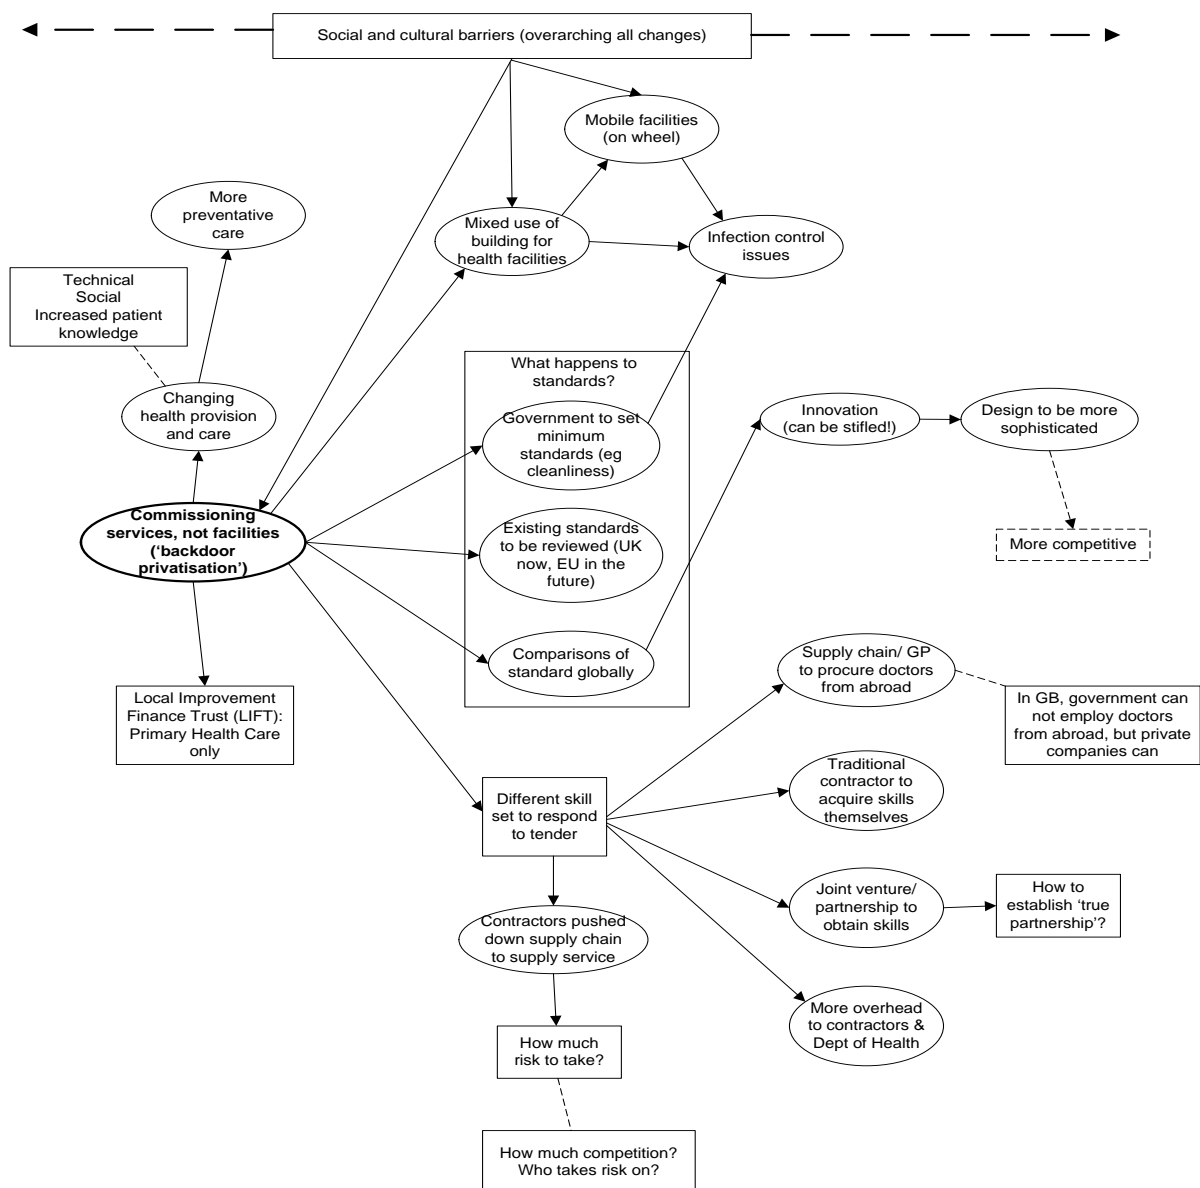 Social and cultural barriers (overarching all changes)
Mobile facilities
(on wheel)
More
preventative
care
Mixed use of
building for
health facilities
Infection control
issues
Technical
Social
Increased patient
knowledge
What happens to
standards?
Changing
health provision
and care
Government to set
minimum
standards (eg
cleanliness)
Innovation
(can be stifled!)
Design to be more
sophisticated
Commissioning
services, not facilities
(‘backdoor
privatisation’)
Existing standards
to be reviewed (UK
now, EU in the
future)
More competitive
Comparisons of
standard globally
Supply chain/ GP
to procure doctors
from abroad
Local Improvement
Finance Trust (LIFT):
Primary Health Care
only
In GB, government can
not employ doctors
from abroad, but private
companies can
Different skill
set to respond
to tender
Traditional
contractor to
acquire skills
themselves
Joint venture/
partnership to
obtain skills
How to
establish ‘true
partnership’?
Contractors pushed
down supply chain
to supply service
More overhead
to contractors &
Dept of Health
How much
risk to take?
How much competition?
Who takes risk on?